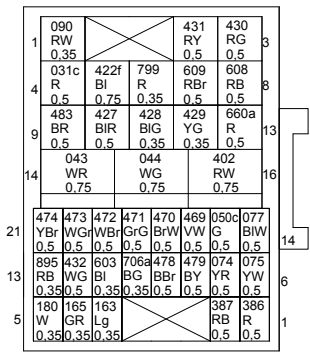 1 090 431 430 3
RW RY RG
0,35 0,5 0,5
4 031c 422f 799 609 608 8
R Bl R RBr RB
0.5 0,75 0,35 0,5 0,5
9 483 427 428 429 660a 13
BR BlR BlG YG R
0.5 0,5 0,35 0,35 0.5
14 043 044 402 16
WR WG RW
0,75 0,75 0,75
21 474 473 472 471 470 469 050c 077 14
YBr WGr WBr GrG BrW VW G BlW
0.5 0,5 0,5 0,5 0,5 0.5 0,5 0,5
13 895 432 603 706a 478 479 074 075 6
RB WG Bl BG BBr BY YR YW
0.35 0,5 0,35 0,35 0,5 0.5 0,5 0,5
5 180 165 163 387 386 1
W GR Lg RB R
0,35 0,35 0,35 0,5 0,5